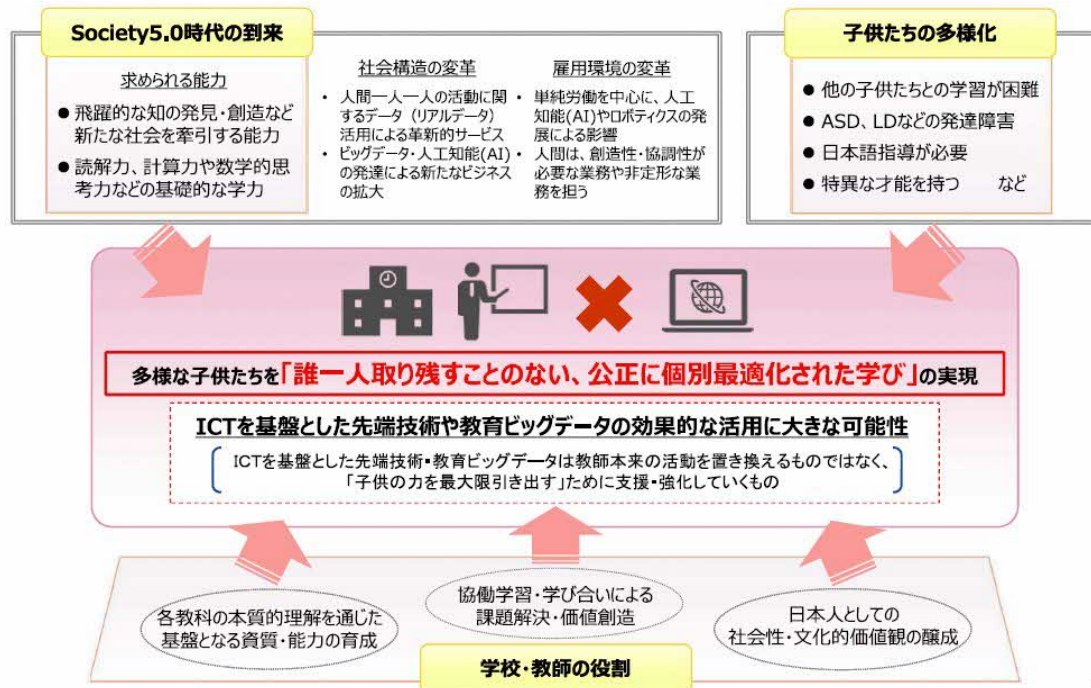 Society5.0時代の到来
求められる能力
● 飛躍的な知の発見・創造など
新たな社会を牽引する能力
● 読解力、計算力や数学的思
考力などの基礎的な学力
社会構造の変革
・ 人間一人一人の活動に関
するデータ（リアルデータ）
活用による革新的サービス
・ ビッグデータ・人工知能(AI)
の発達による新たなビジネス
の拡大
雇用環境の変革
・ 単純労働を中心に、人工
知能(AI)やロボティクスの発
展による影響
・ 人間は、創造性・協調性が
必要な業務や非定形な業
務を担う
子供たちの多様化
● 他の子供たちとの学習が困難
● ASD、LDなどの発達障害
● 日本語指導が必要
● 特異な才能を持つ　など
多様な子供たちを「誰一人取り残すことのない、公正に個別最適化された学び」の実現
ICTを基盤とした先端技術や教育ビッグデータの効果的な活用に大きな可能性
ICTを基盤とした先端技術・教育ビッグデータは教師本来の活動を置き換えるものではなく、
「子供の力を最大限引き出す」ために支援・強化していくもの
各教科の本質的理解を通じた
基盤となる資質・能力の育成
協働学習・学び合いによる
課題解決・価値創造
日本人としての
社会性・文化的価値観の醸成
学校・教師の役割